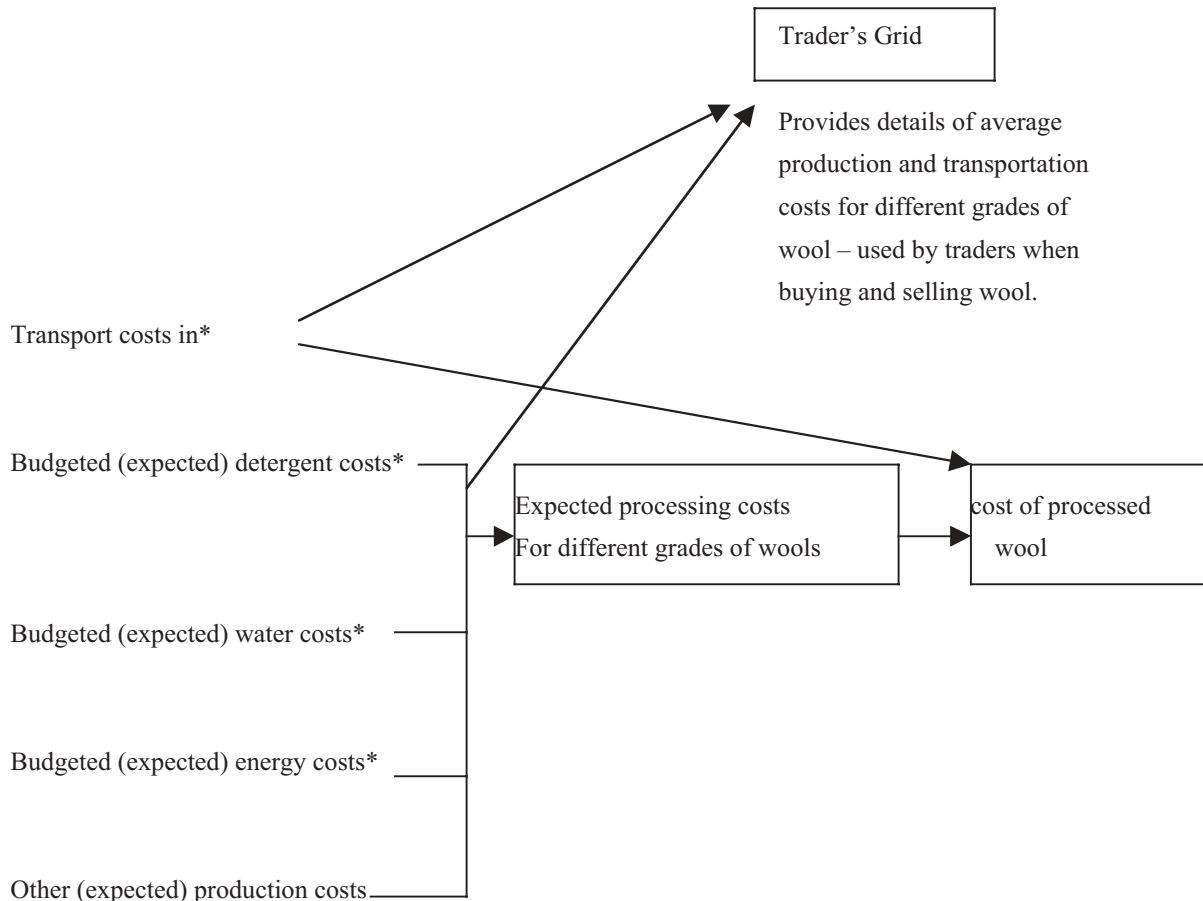 Trader’s Grid
Provides details of average
production and transportation
costs for different grades of
wool – used by traders when
buying and selling wool.
Transport costs in*
Budgeted (expected) detergent costs*
Expected processing costs
For different grades of wools
cost of processed
wool
Budgeted (expected) water costs*
Budgeted (expected) energy costs*
Other (expected) production costs